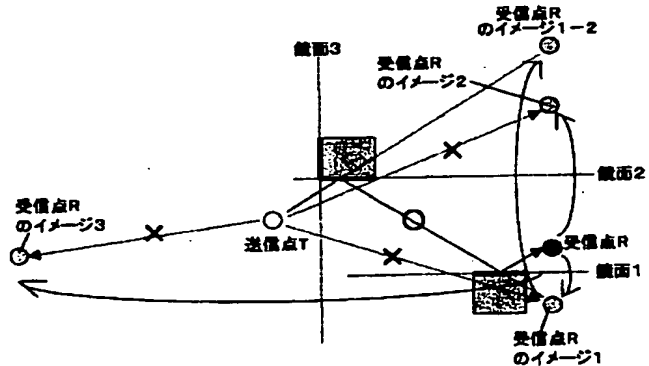 受信点R
のイメージ1-2
鏡面3
受信点R
のイメージ2
鏡面2
受信点R
のイメージ3
送信点T
受信点R
鏡面1
受信点R
のイメージ1